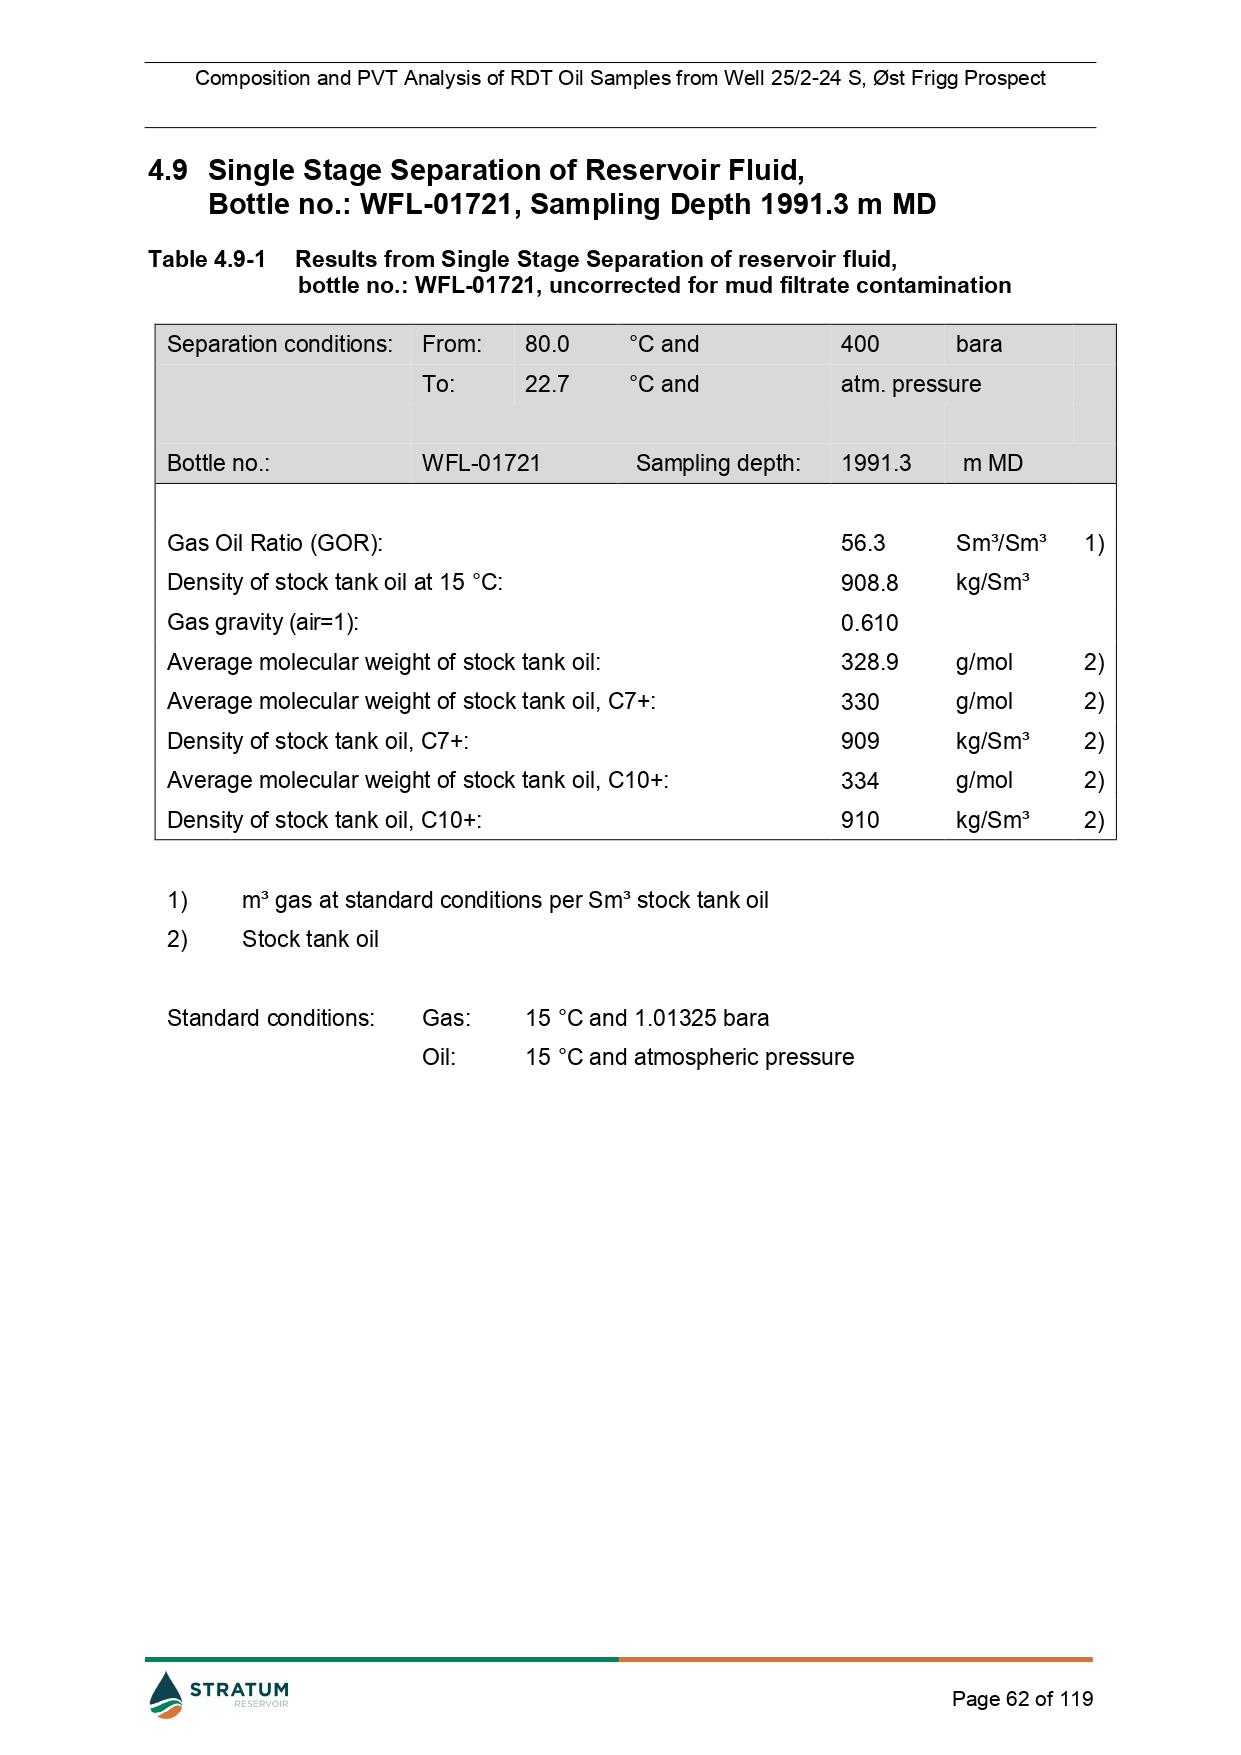 Composition and PVT Analysis of RDT Oil Samples from Well 25/2-24 S, Øst Frigg Prospect
4.9 Single Stage Separation of Reservoir Fluid,
Bottle no.: WFL-01721, Sampling Depth 1991.3 m MD
Table 4.9-1 Results from Single Stage Separation of reservoir fluid,
bottle no.: WFL-01721, uncorrected for mud filtrate contamination
Separation conditions: From: 80.0 °C and 400 bara
To: 22.7 °C and atm. pressure
Bottle no.: WFL-01721 Sampling depth: 1991.3 m MD
Gas Oil Ratio (GOR): 56.3 Sm³/Sm³ 1)
Density of stock tank oil at 15 °C: 908.8 kg/Sm³
Gas gravity (air=1): 0.610
Average molecular weight of stock tank oil: 328.9 g/mol 2)
Average molecular weight of stock tank oil, C7+: 330 g/mol 2)
Density of stock tank oil, C7+: 909 kg/Sm³ 2)
Average molecular weight of stock tank oil, C10+: 334 g/mol 2)
Density of stock tank oil, C10+: 910 kg/Sm³ 2)
1) m³ gas at standard conditions per Sm³ stock tank oil
2) Stock tank oil
Standard conditions: Gas: 15 °C and 1.01325 bara
Oil: 15 °C and atmospheric pressure
STRATUM
RESERVOIR
Page 62 of 119